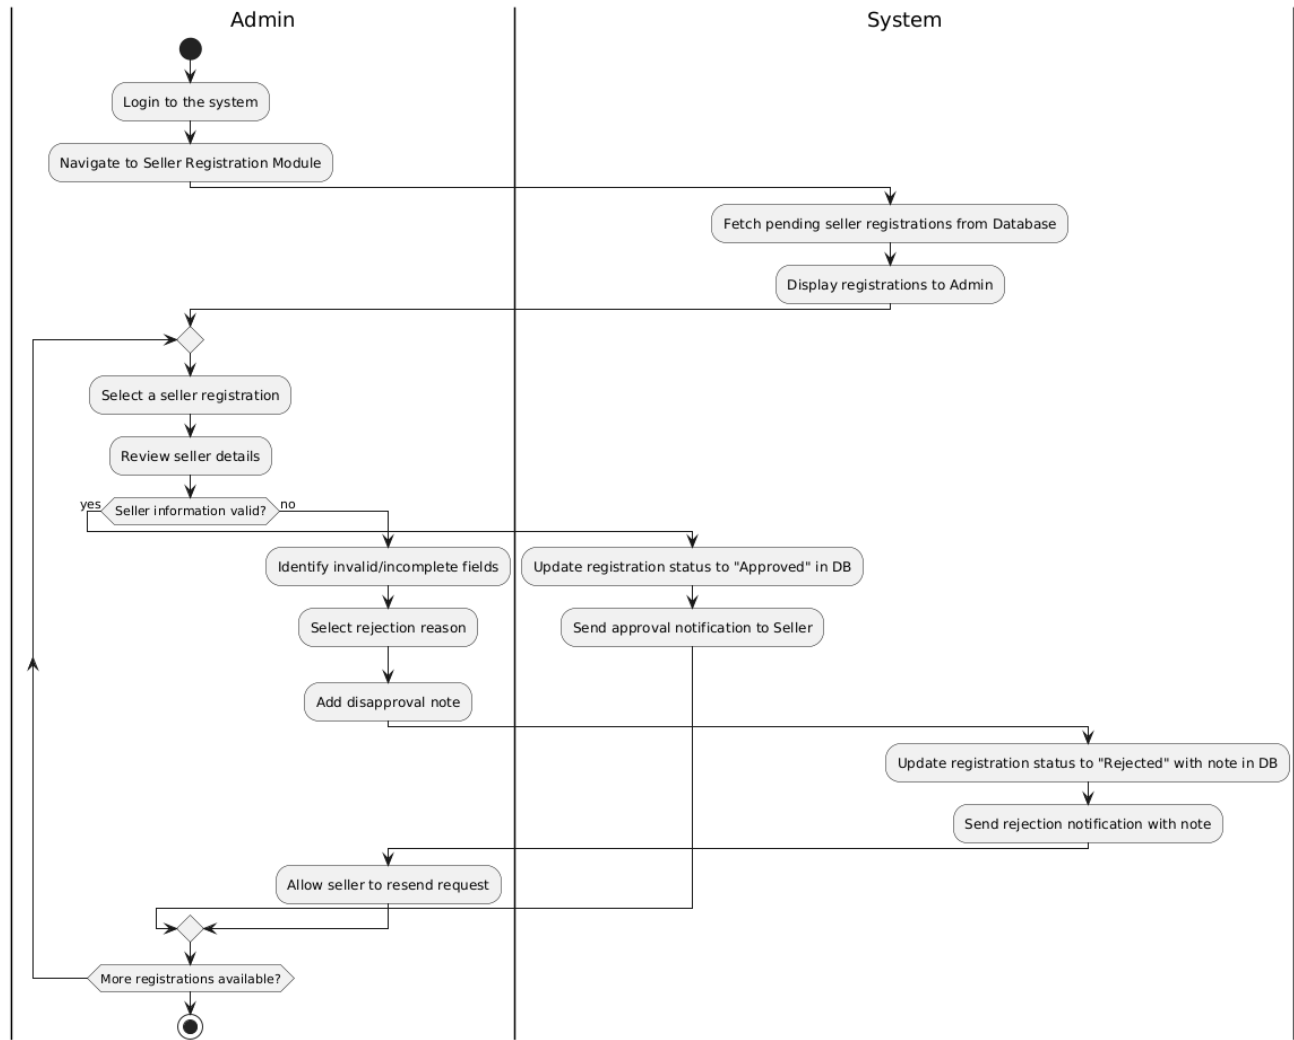 Admin
System
Login to the system
Navigate to Seller Registration Module
Fetch pending seller registrations from Database
Display registrations to Admin
Select a seller registration
Review seller details
yes
Seller information valid?
no
Identify invalid/incomplete fields
Update registration status to "Approved" in DB
Select rejection reason
Send approval notification to Seller
Add disapproval note
Update registration status to "Rejected" with note in DB
Send rejection notification with note
Allow seller to resend request
More registrations available?